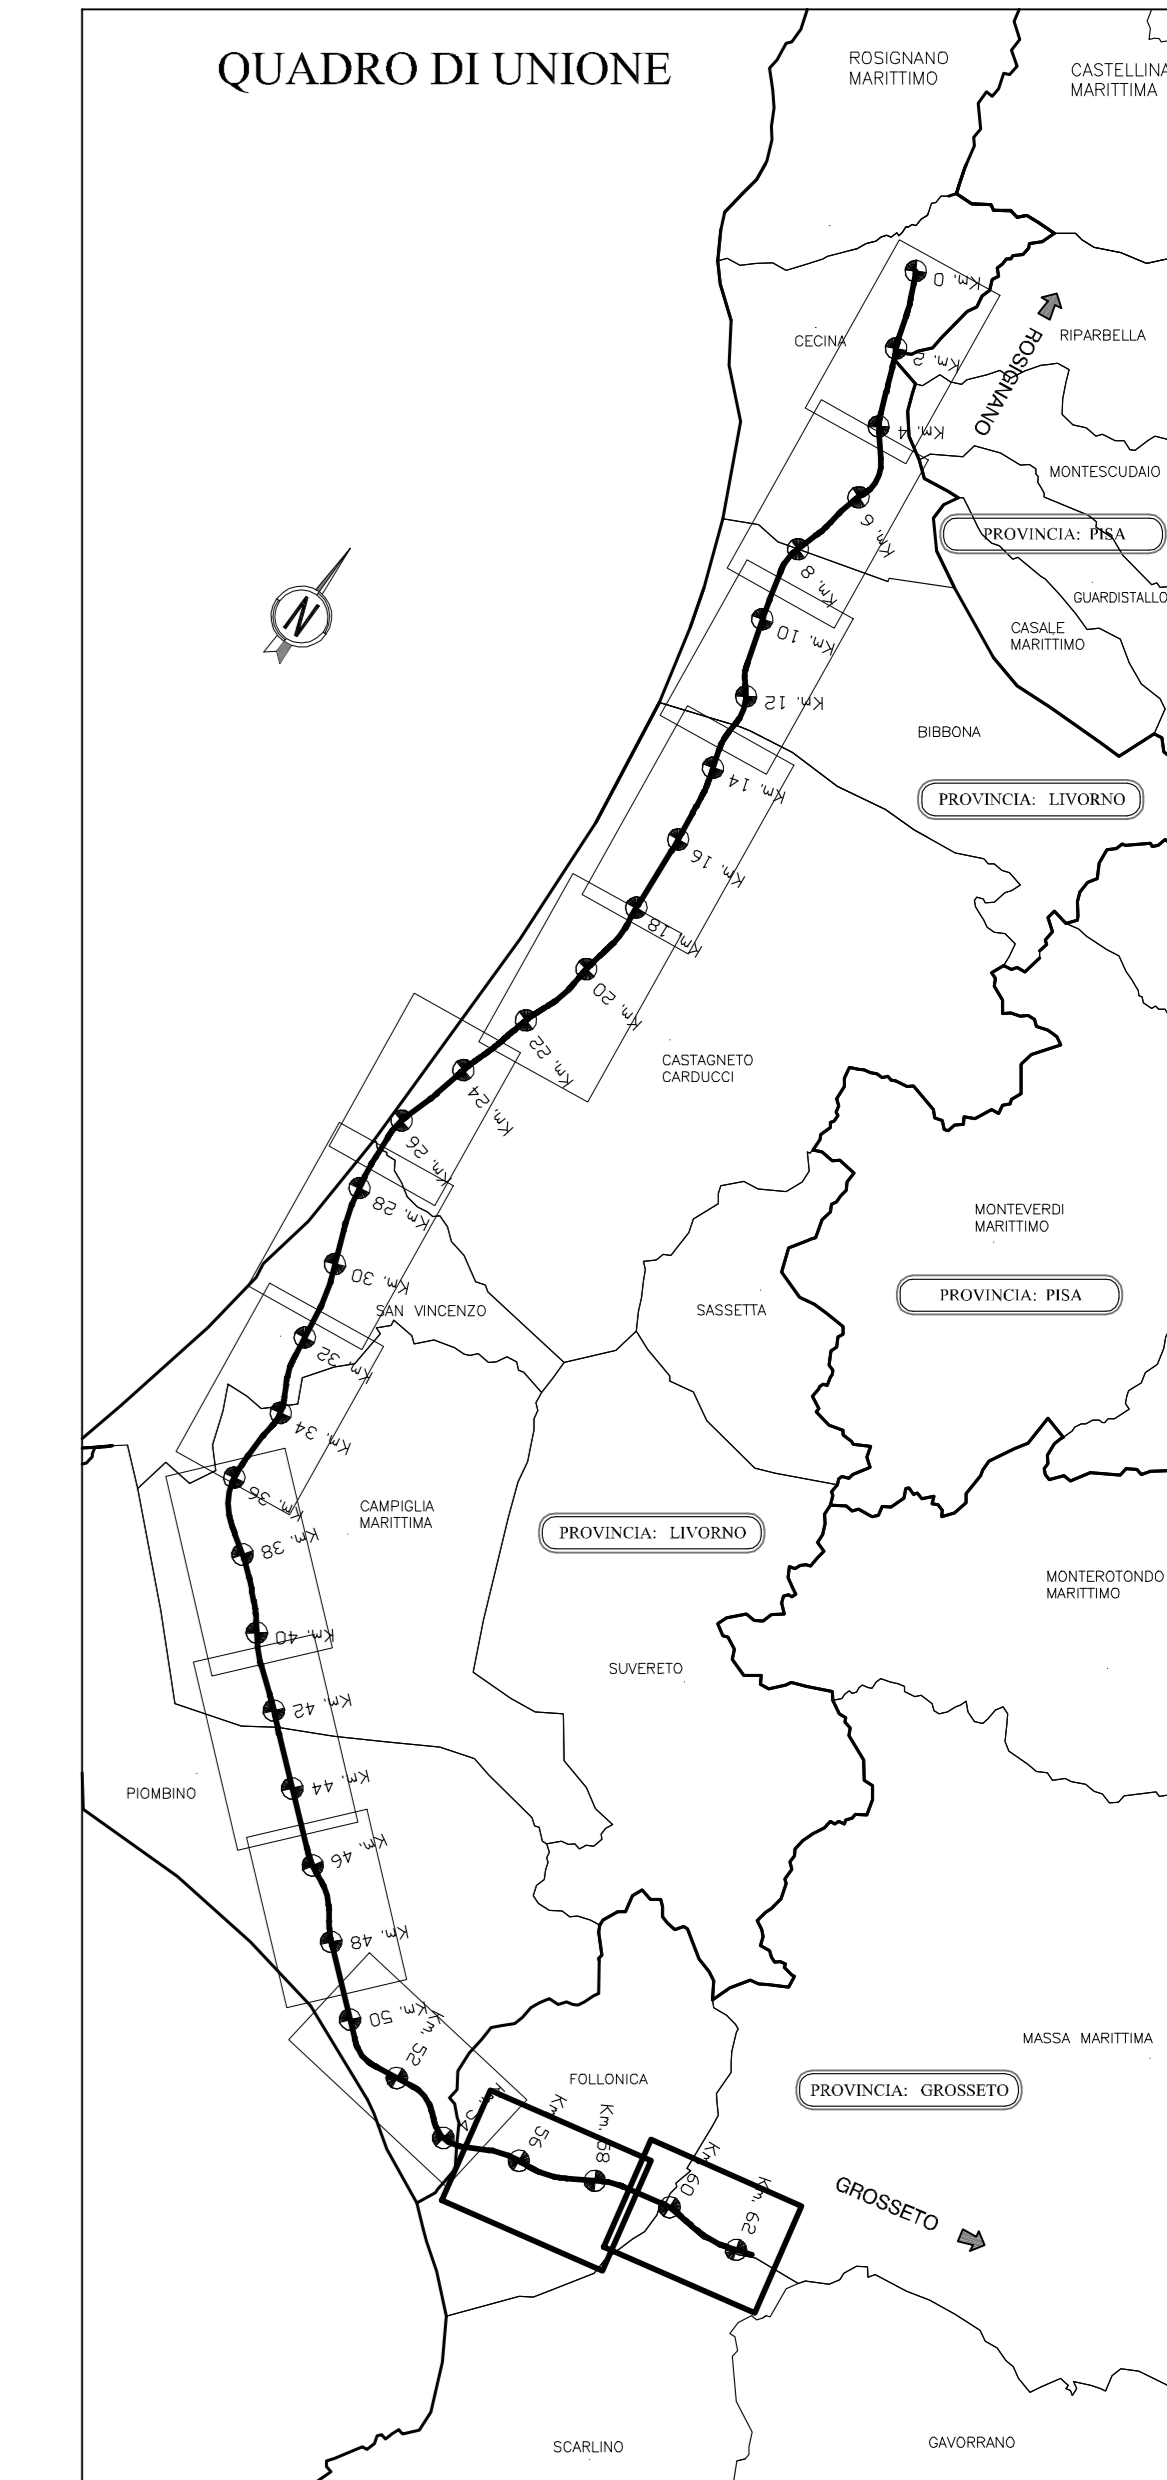 QUADRO DI UNIONE
ROSIGNANO
MARITTIMO
CASTELLINA
MARITTIMA
Km. 0
ROSIGNANO
RIPARBELLA
CECINA
Km. 2
Km. 4
MONTESCUDAIO
Km. 6
PROVINCIA: PISA
Km. 8
GUARDISTALLO
N
Km. 10
CASALE
MARITTIMO
Km. 12
BIBBONA
Km. 14
PROVINCIA: LIVORNO
Km. 16
Km. 18
Km. 20
Km. 22
CASTAGNETO
CARDUCCI
Km. 24
Km. 26
Km. 28
MONTEVERDI
MARITTIMO
Km. 30
PROVINCIA: PISA
SAN VINCENZO
SASSETTA
Km. 32
Km. 34
Km. 36
CAMPIGLIA
MARITTIMA
PROVINCIA: LIVORNO
Km. 38
MONTEROTONDO
MARITTIMO
Km. 40
SUVERETO
Km. 42
Km. 44
PIOMBINO
Km. 46
Km. 48
Km. 50
Km. 52
MASSA MARITTIMA
FOLLONICA
PROVINCIA: GROSSETO
Km. 54
Km. 56
Km. 58
Km. 60
Km. 62
GROSSETO
SCARLINO
GAVORRANO